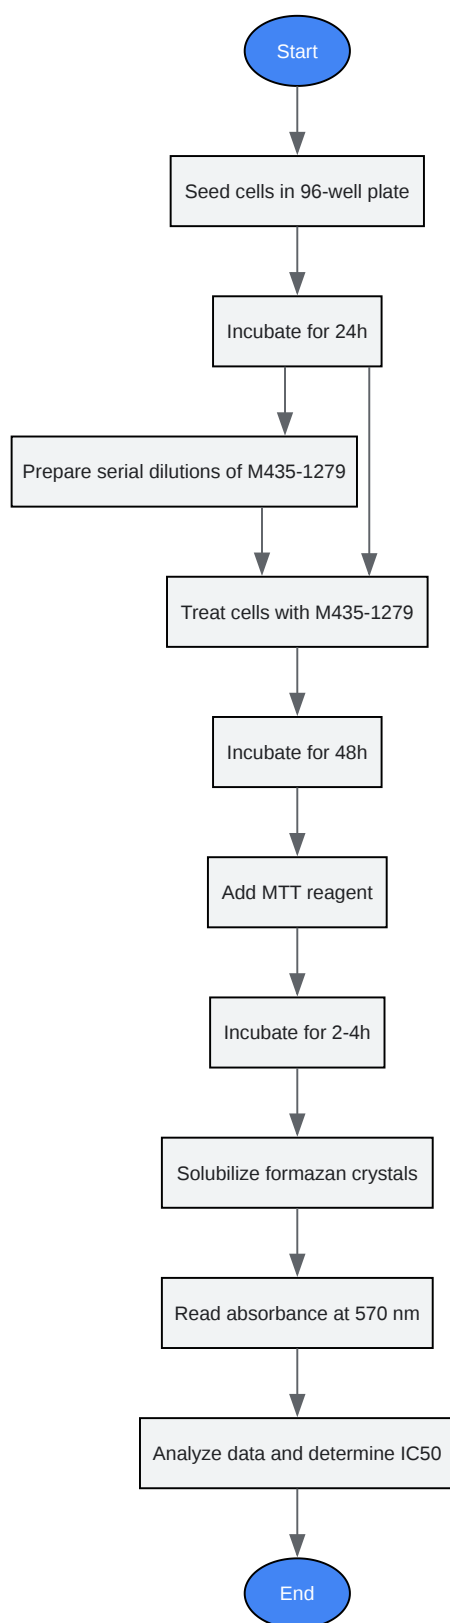 Start
Seed cells in 96-well plate
Incubate for 24h
Prepare serial dilutions of M435-1279
Treat cells with M435-1279
Incubate for 48h
Add MTT reagent
Incubate for 2-4h
Solubilize formazan crystals
Read absorbance at 570 nm
Analyze data and determine IC50
End